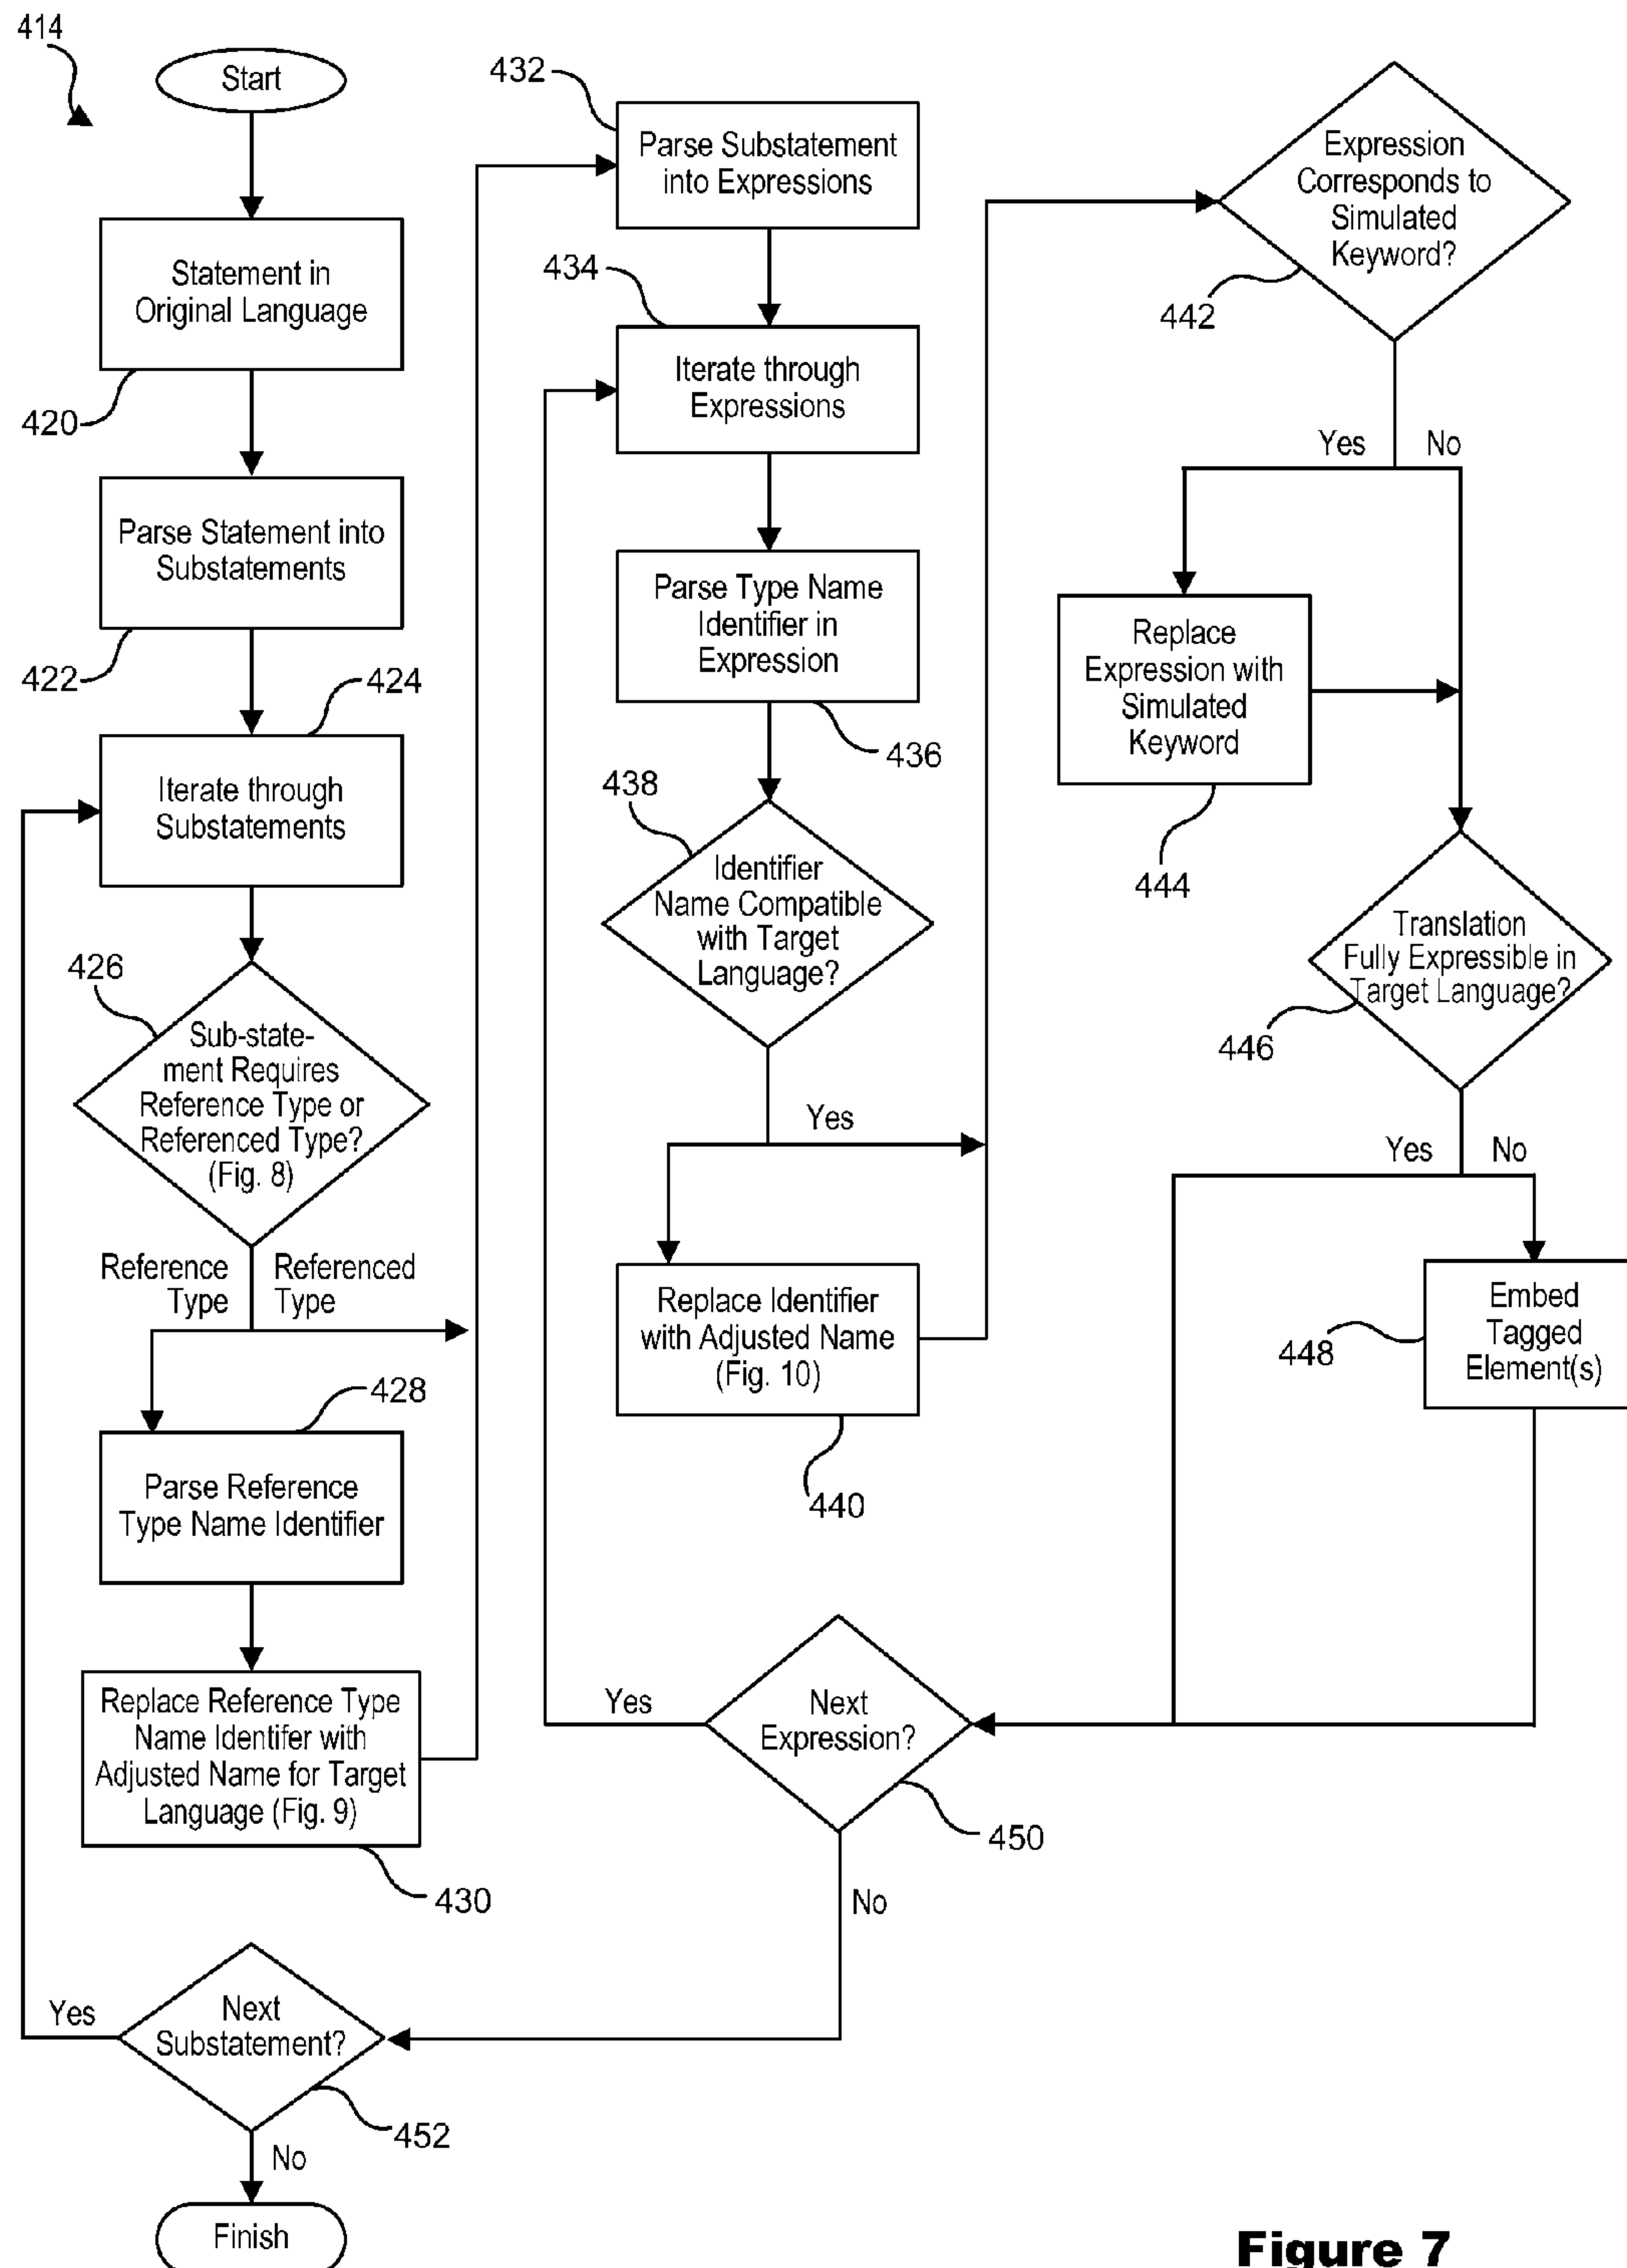 414
Start
Statement in
Original Language
420
Parse Statement into
Substatements
422
424
Iterate through
Substatements
426
Sub-state-
ment Requires
Reference Type or
Referenced Type?
(Fig. 8)
Reference
Type
Referenced
Type
428
Parse Reference
Type Name Identifier
Replace Reference Type
Name Identifer with
Adjusted Name for Target
Language (Fig. 9)
430
Yes
Next
Substatement?
452
No
Finish
432
Parse Substatement
into Expressions
434
Iterate through
Expressions
Parse Type Name
Identifier in
Expression
436
438
Identifier
Name Compatible
with Target
Language?
Yes
Replace Identifier
with Adjusted Name
(Fig. 10)
440
Yes
Next
Expression?
450
No
Expression
Corresponds to
Simulated
Keyword?
442
Yes
No
Replace
Expression with
Simulated
Keyword
444
Translation
Fully Expressible in
Target Language?
446
Yes
No
Embed
Tagged
Element(s)
448
Figure 7